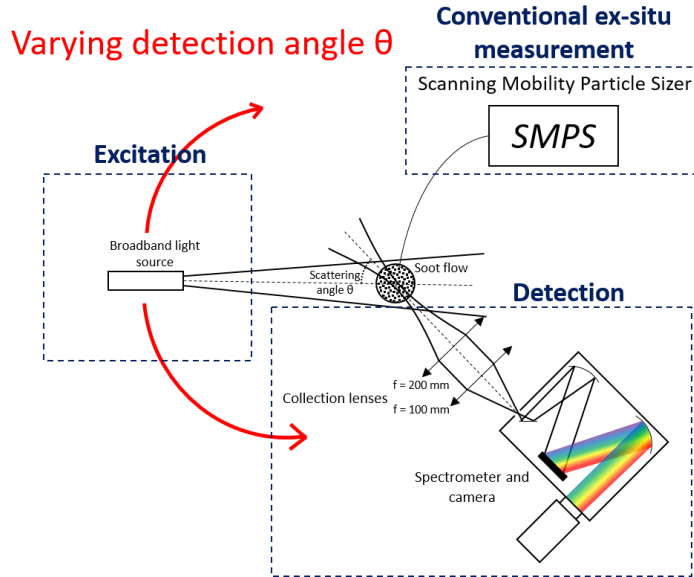 Varying detection angle θ
Conventional ex-situ
measurement
Scanning Mobility Particle Sizer
SMPS
Excitation
Broadband light
source
Scattering
angle θ
Soot flow
Detection
f = 200 mm
f = 100 mm
Collection lenses
Spectrometer and
camera